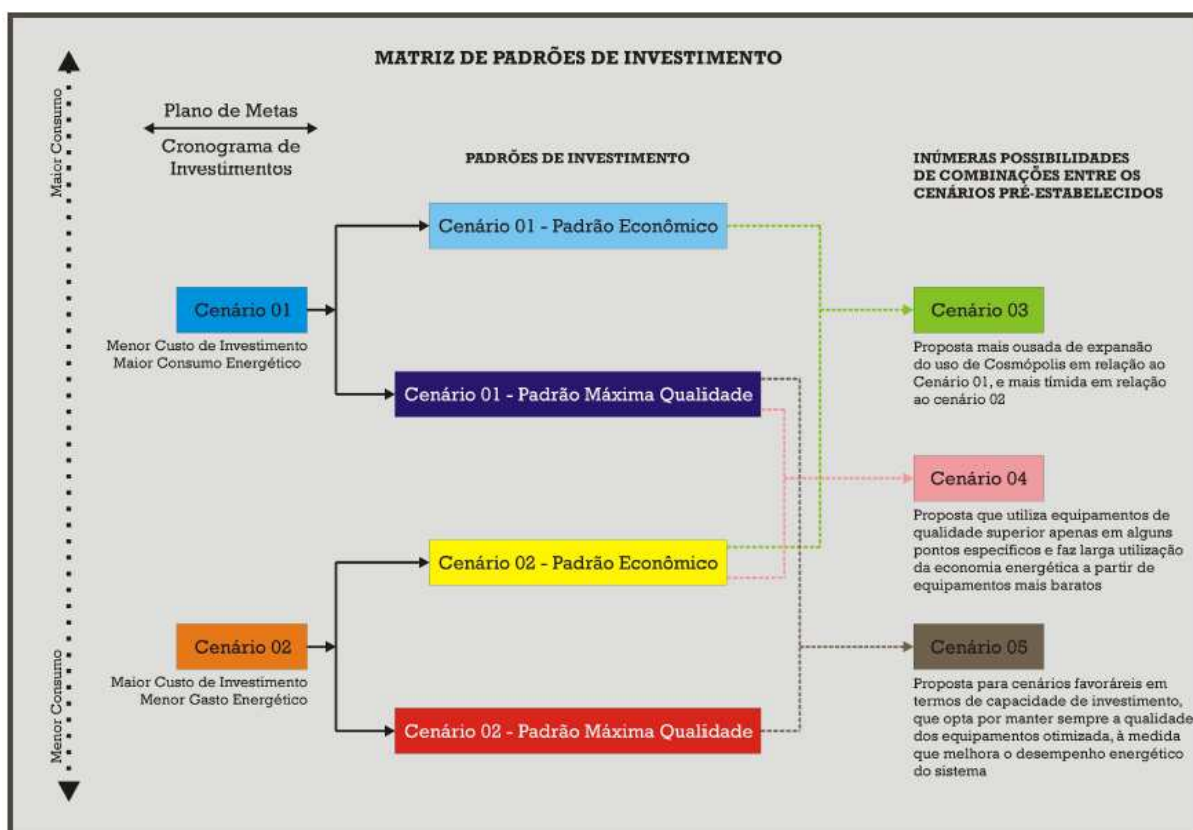 MATRIZ DE PADRÕES DE INVESTIMENTO
Maior Consumo
Plano de Metas
Cronograma de
Investimentos
PADRÕES DE INVESTIMENTO
INÚMERAS POSSIBILIDADES
DE COMBINAÇÕES ENTRE OS
CENÁRIOS PRÉ-ESTABELECIDOS
Cenário 01 - Padrão Econômico
Cenário 01
Menor Custo de Investimento
Maior Consumo Energético
Cenário 03
Proposta mais ousada de expansão
do uso de Cosmópolis em relação ao
Cenário 01, e mais tímida em relação
ao cenário 02
Cenário 01 - Padrão Máxima Qualidade
Cenário 04
Proposta que utiliza equipamentos de
qualidade superior apenas em alguns
pontos específicos e faz larga utilização
da economia energética a partir de
equipamentos mais baratos
Cenário 02 - Padrão Econômico
Cenário 02
Maior Custo de Investimento
Menor Gasto Energético
Cenário 05
Proposta para cenários favoráreis em
termos de capacidade de investimento,
que opta por manter sempre a qualidade
dos equipamentos otimizada, à medida
que melhora o desempenho energético
do sistema
Cenário 02 - Padrão Máxima Qualidade
Menor Consumo